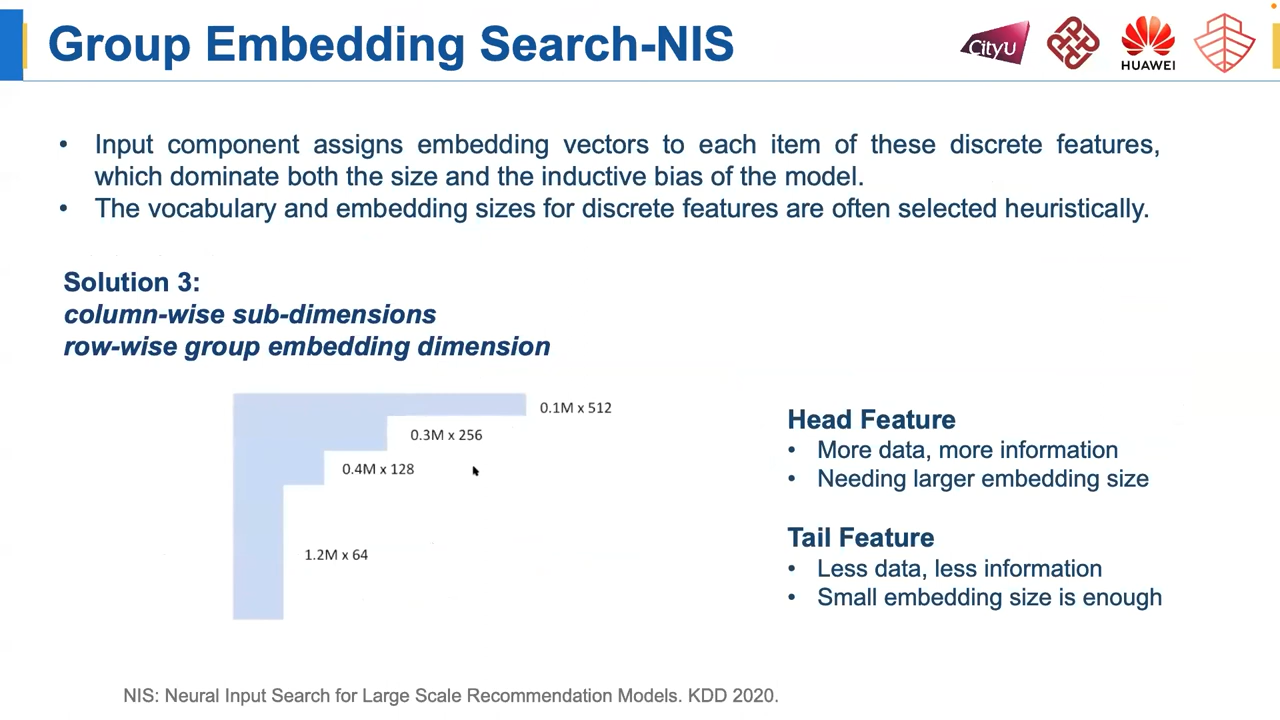 Group Embedding Search-NIS
CityU
HUAWEI
• Input component assigns embedding vectors to each item of these discrete features,
which dominate both the size and the inductive bias of the model.
• The vocabulary and embedding sizes for discrete features are often selected heuristically.
Solution 3:
column-wise sub-dimensions
row-wise group embedding dimension
0.1M x 512
0.3M x 256
0.4M x 128
1.2M x 64
Head Feature
• More data, more information
• Needing larger embedding size
Tail Feature
• Less data, less information
• Small embedding size is enough
NIS: Neural Input Search for Large Scale Recommendation Models. KDD 2020.